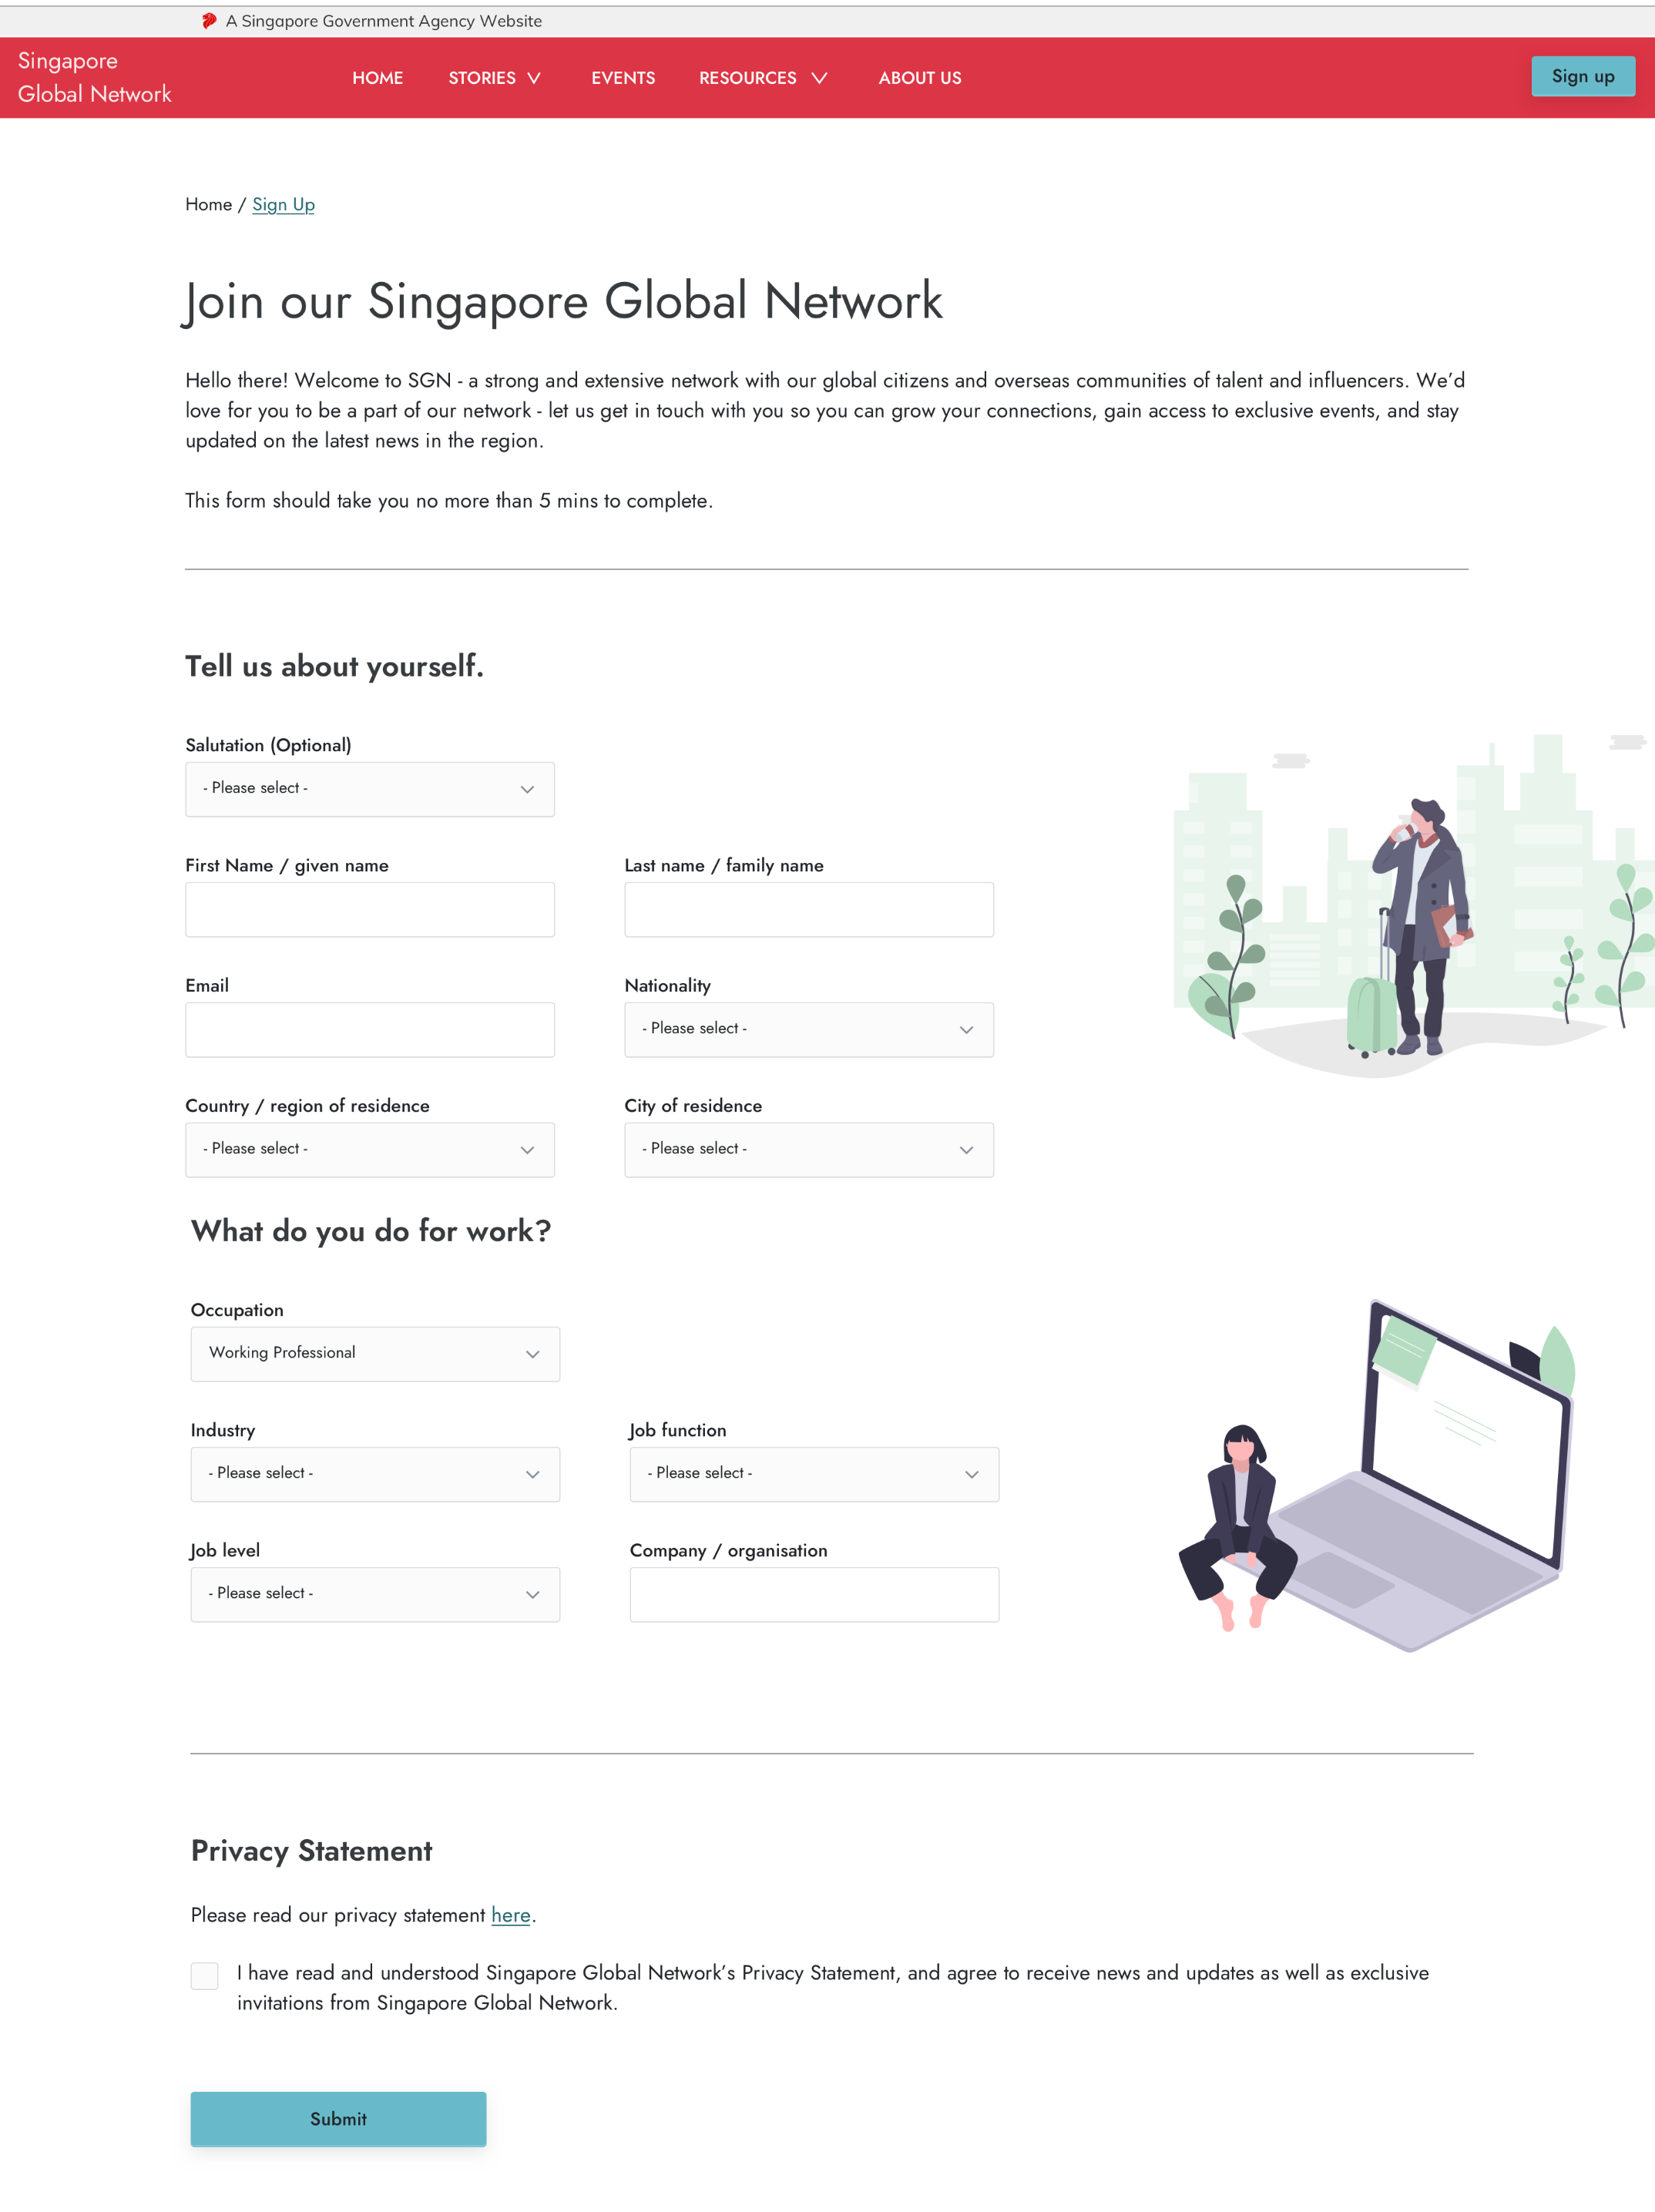 A Singapore Government Agency Website
Singapore
Global Network
HOME
STORIES
EVENTS
RESOURCES
ABOUT US
Sign up
Home / Sign Up
Join our Singapore Global Network
Hello there! Welcome to SGN - a strong and extensive network with our global citizens and overseas communities of talent and influencers. We’d
love for you to be a part of our network - let us get in touch with you so you can grow your connections, gain access to exclusive events, and stay
updated on the latest news in the region.
This form should take you no more than 5 mins to complete.
Tell us about yourself.
Salutation (Optional)
- Please select -
First Name / given name
Last name / family name
Email
Nationality
- Please select -
Country / region of residence
City of residence
- Please select -
- Please select -
What do you do for work?
Occupation
Working Professional
Industry
Job function
- Please select -
- Please select -
Job level
Company / organisation
- Please select -
Privacy Statement
Please read our privacy statement here.
I have read and understood Singapore Global Network’s Privacy Statement, and agree to receive news and updates as well as exclusive
invitations from Singapore Global Network.
Submit